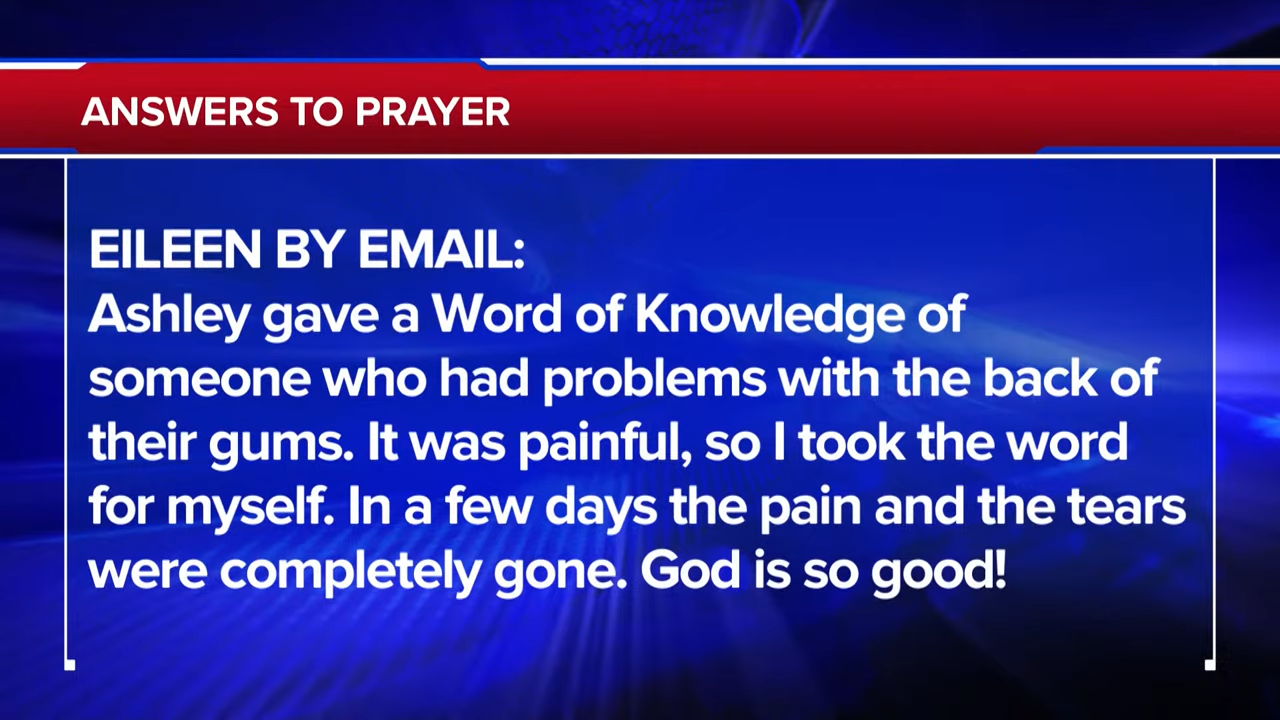 ANSWERS TO PRAYER
EILEEN BY EMAIL:
Ashley gave a Word of Knowledge of
someone who had problems with the back of
their gums. It was painful, so I took the word
for myself. In a few days the pain and the tears
were completely gone. God is so good!